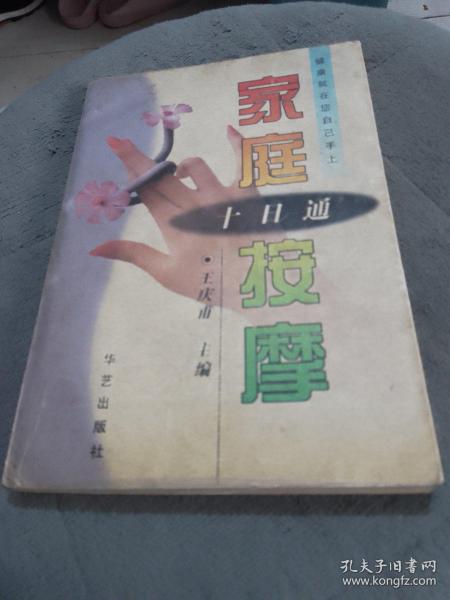 健康就在您自己手上
家庭
十日通
按摩
王庆甫 主编
华艺出版社
孔夫子旧书网
www.kongfz.com